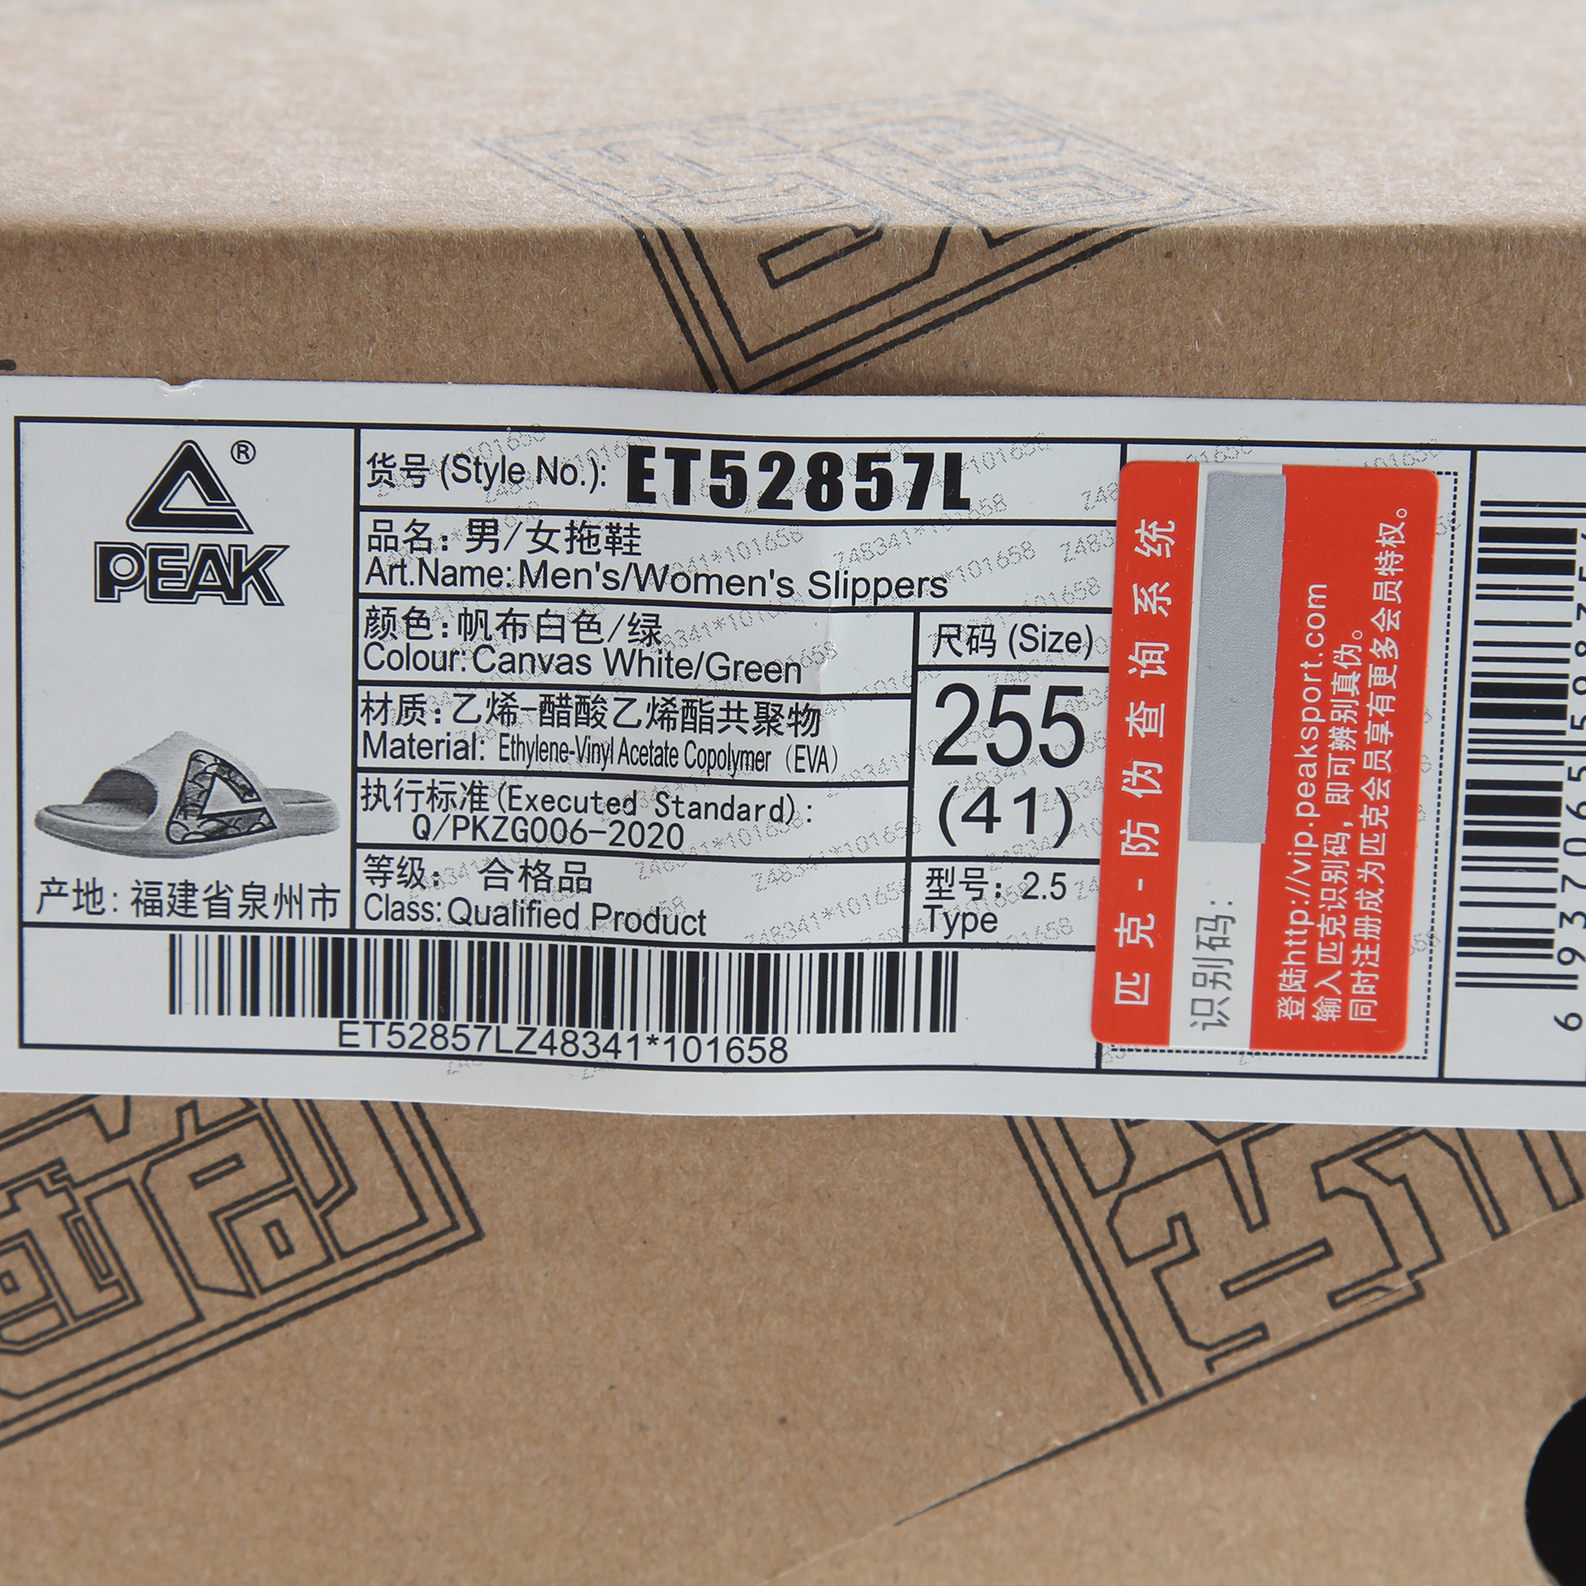 ®
PEAK
产地: 福建省泉州市
货号 (Style No.): ET52857L
品名: 男/女拖鞋
Art.Name: Men's/Women's Slippers
颜色: 帆布白色/绿
Colour: Canvas White/Green
材质: 乙烯-醋酸乙烯酯共聚物
Material: Ethylene-Vinyl Acetate Copolymer (EVA)
执行标准 (Executed Standard):
Q/PKZG006-2020
等级: 合格品
Class: Qualified Product
尺码 (Size)
255
(41)
型号: 2.5
Type
ET52857LZ48341*101658
匹克-防伪查询系统
识别码:
登陆http://vip.peaksport.com
输入匹克识别码，即可辨别真伪。
同时注册成为匹克会员享有更多会员特权。